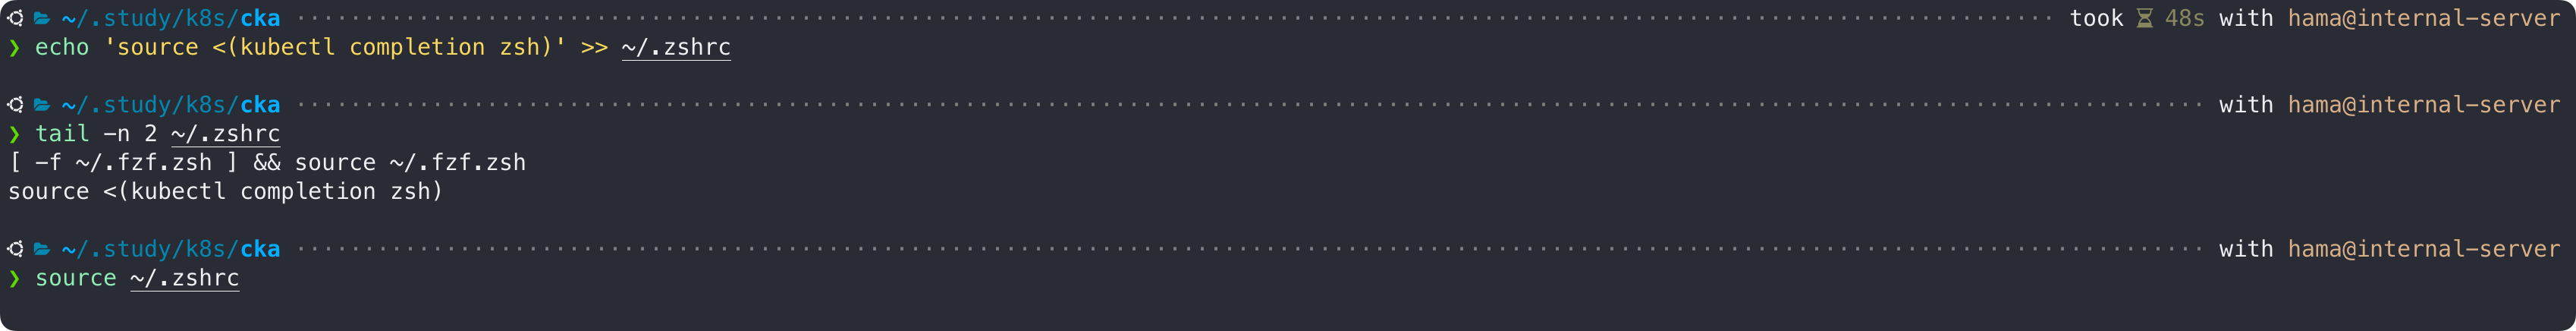 ~/.study/k8s/cka ···································································· took 48s with hama@internal-server
❯ echo 'source <(kubectl completion zsh)' >> ~/.zshrc
~/.study/k8s/cka ···································································· with hama@internal-server
❯ tail -n 2 ~/.zshrc
[ -f ~/.fzf.zsh ] && source ~/.fzf.zsh
source <(kubectl completion zsh)
~/.study/k8s/cka ···································································· with hama@internal-server
❯ source ~/.zshrc